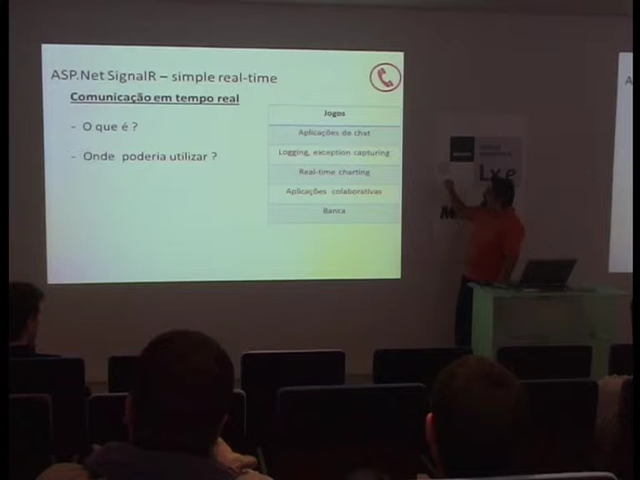 ASP.Net SignalR – simple real-time
Comunicação em tempo real
- O que é ?
- Onde poderia utilizar ?
Jogos
Aplicações de chat
Logging, exception capturing
Real-time charting
Aplicações colaborativas
Banca